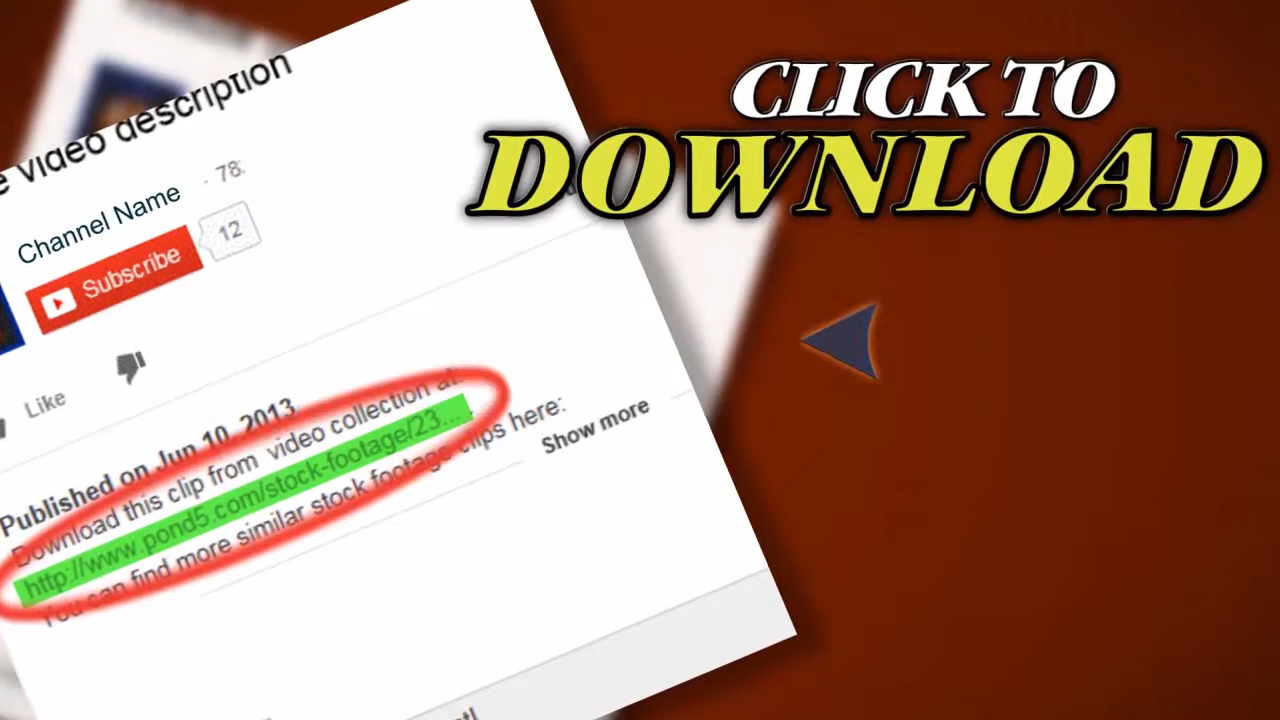 CLICK TO
DOWNLOAD
video description
Channel Name
78
Subscribe
12
Like
Published on Jun 10, 2013
Download this clip from video collection at:
http://www.pond5.com/stock-footage/23...
You can find more similar stock footage clips here:
Show more